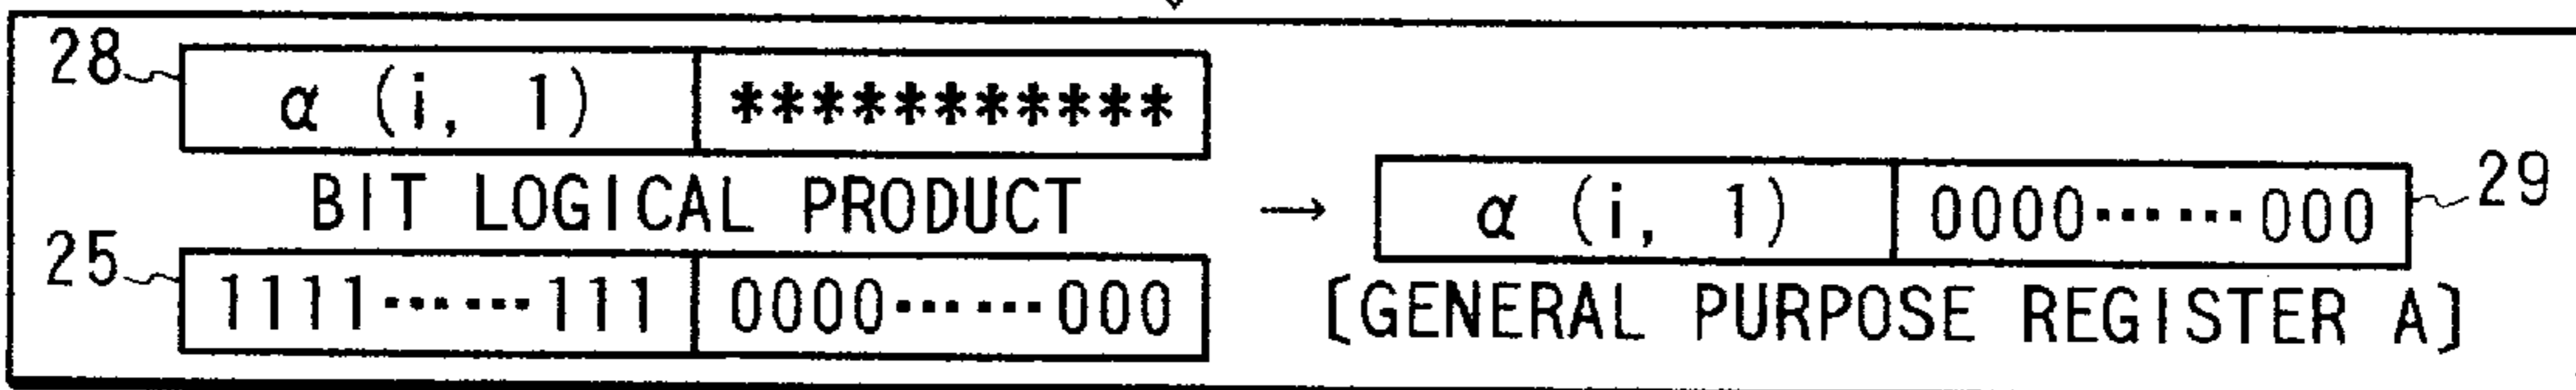 28 α (i, 1) ***********
BIT LOGICAL PRODUCT → α (i, 1) 0000⋯⋯000 29
25 1111⋯⋯111 0000⋯⋯000 [GENERAL PURPOSE REGISTER A]